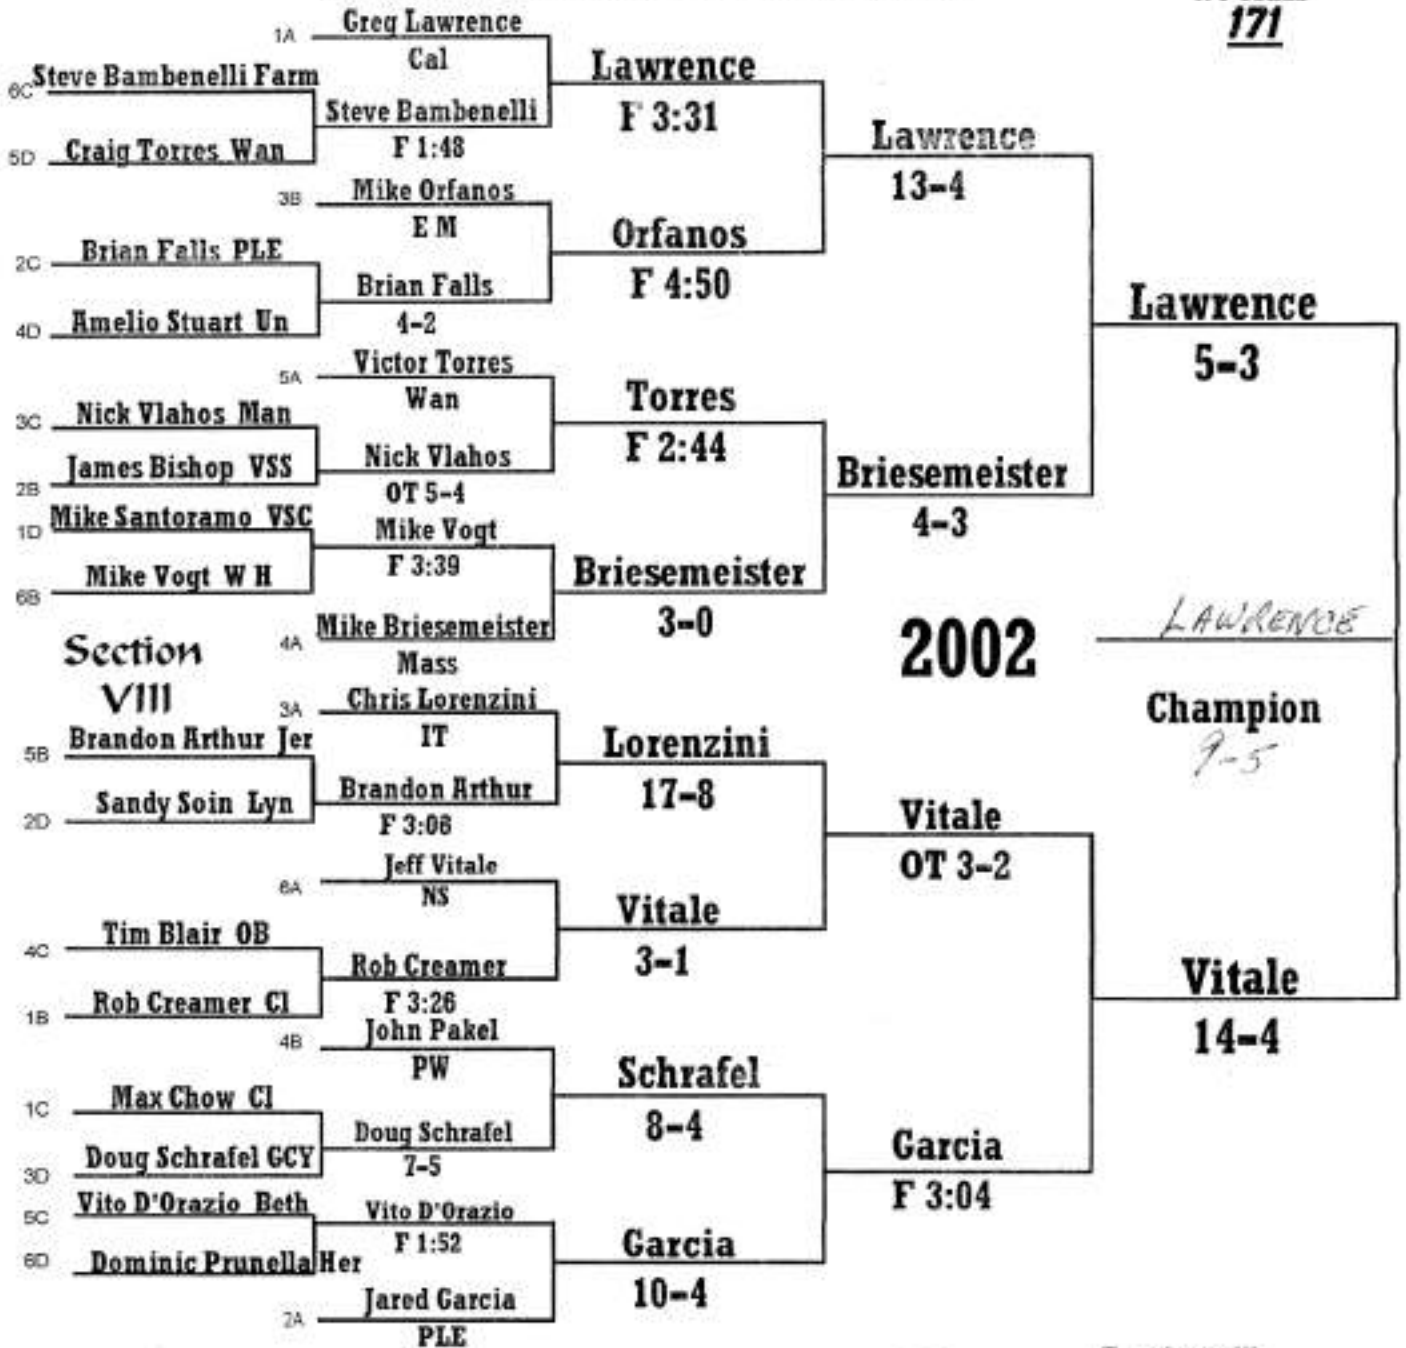 171
1A Greg Lawrence
Cal
6C Steve Bambenelli Farm
Lawrence
F 3:31
Steve Bambenelli
F 1:48
5D Craig Torres Wan
Lawrence
13-4
3B Mike Orfanos
E M
Orfanos
F 4:50
2C Brian Falls PLE
Brian Falls
4-2
4D Amelio Stuart Un
Lawrence
5-3
5A Victor Torres
Wan
Torres
F 2:44
3C Nick Vlahos Man
Nick Vlahos
OT 5-4
2B James Bishop VSS
Briesemeister
4-3
1D Mike Santoramo VSC
Mike Vogt
F 3:39
6B Mike Vogt W H
Briesemeister
3-0
4A Mike Briesemeister
Mass
2002
LAWRENCE
Champion
9-5
Section
VIII
3A Chris Lorenzini
IT
5B Brandon Arthur Jer
Lorenzini
17-8
Brandon Arthur
F 3:06
2D Sandy Soin Lyn
Vitale
OT 3-2
6A Jeff Vitale
NS
Vitale
3-1
4C Tim Blair OB
Rob Creamer
F 3:26
1B Rob Creamer CI
Vitale
14-4
4B John Pakel
PW
Schrafel
8-4
1C Max Chow CI
Doug Schrafel
7-5
3D Doug Schrafel GCY
Garcia
F 3:04
5C Vito D'Orazio Beth
Vito D'Orazio
F 1:52
6D Dominic Prunella Her
Garcia
10-4
2A Jared Garcia
PLE